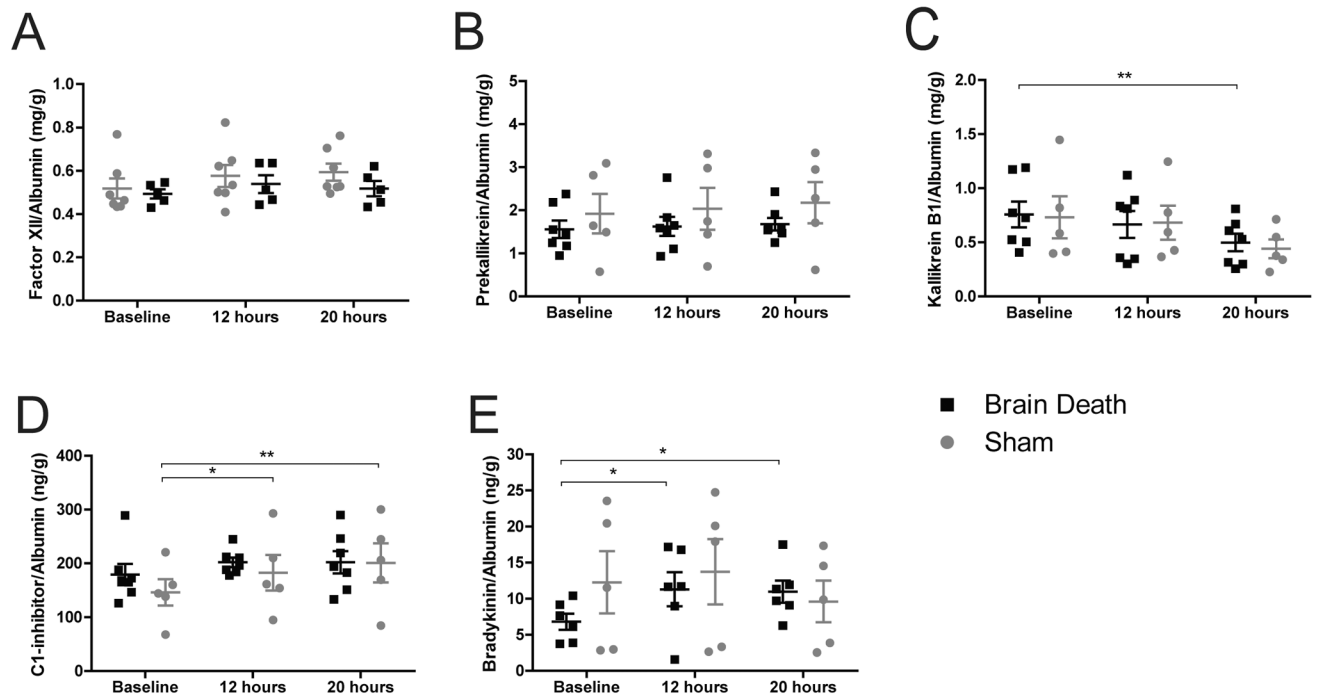 A
Factor XII/Albumin (mg/g)
1.0
0.8
0.6
0.4
0.2
0.0
Baseline 12 hours 20 hours
B
Prekallikrein/Albumin (mg/g)
5
4
3
2
1
0
Baseline 12 hours 20 hours
C
Kallikrein B1/Albumin (mg/g)
2.0
1.5
1.0
0.5
0.0
**
Baseline 12 hours 20 hours
D
C1-inhibitor/Albumin (ng/g)
400
300
200
100
0
**
*
Baseline 12 hours 20 hours
E
Bradykinin/Albumin (ng/g)
30
25
20
15
10
5
0
*
*
Baseline 12 hours 20 hours
Brain Death
Sham